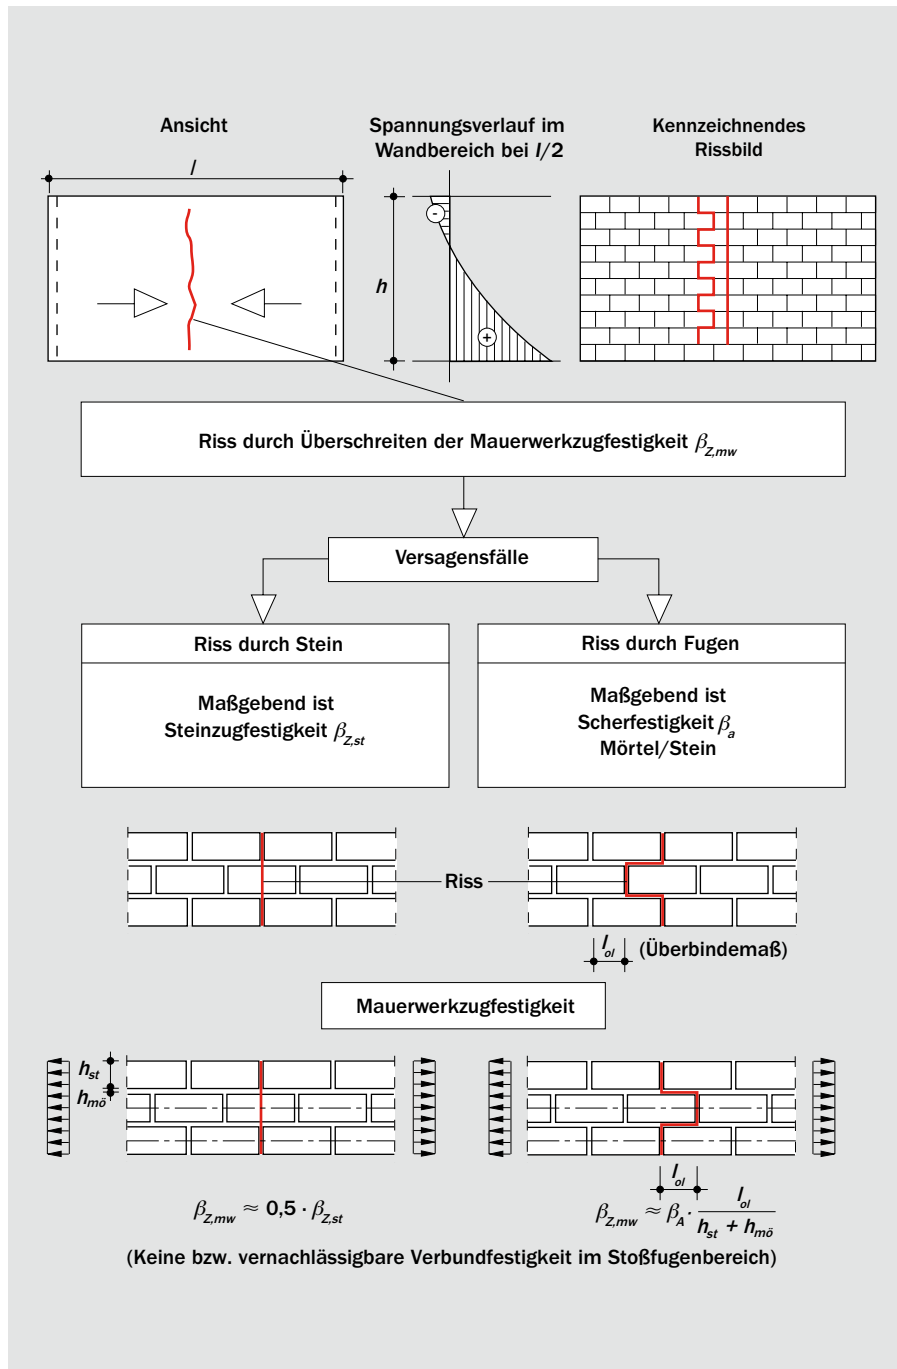 Ansicht
Spannungsverlauf im
Wandbereich bei l/2
Kennzeichnendes
Rissbild
l
h
-
+
Riss durch Überschreiten der Mauerwerkzugfestigkeit β_Z,mw
Versagensfälle
Riss durch Stein
Maßgebend ist
Steinzugfestigkeit β_Z,st
Riss durch Fugen
Maßgebend ist
Scherfestigkeit β_a
Mörtel/Stein
Riss
l_ol (Überbindemaß)
Mauerwerkzugfestigkeit
h_st
h_mö
l_ol
β_Z,mw ≈ 0,5 · β_Z,st
β_Z,mw ≈ β_A · l_ol / (h_st + h_mö)
(Keine bzw. vernachlässigbare Verbundfestigkeit im Stoßfugenbereich)